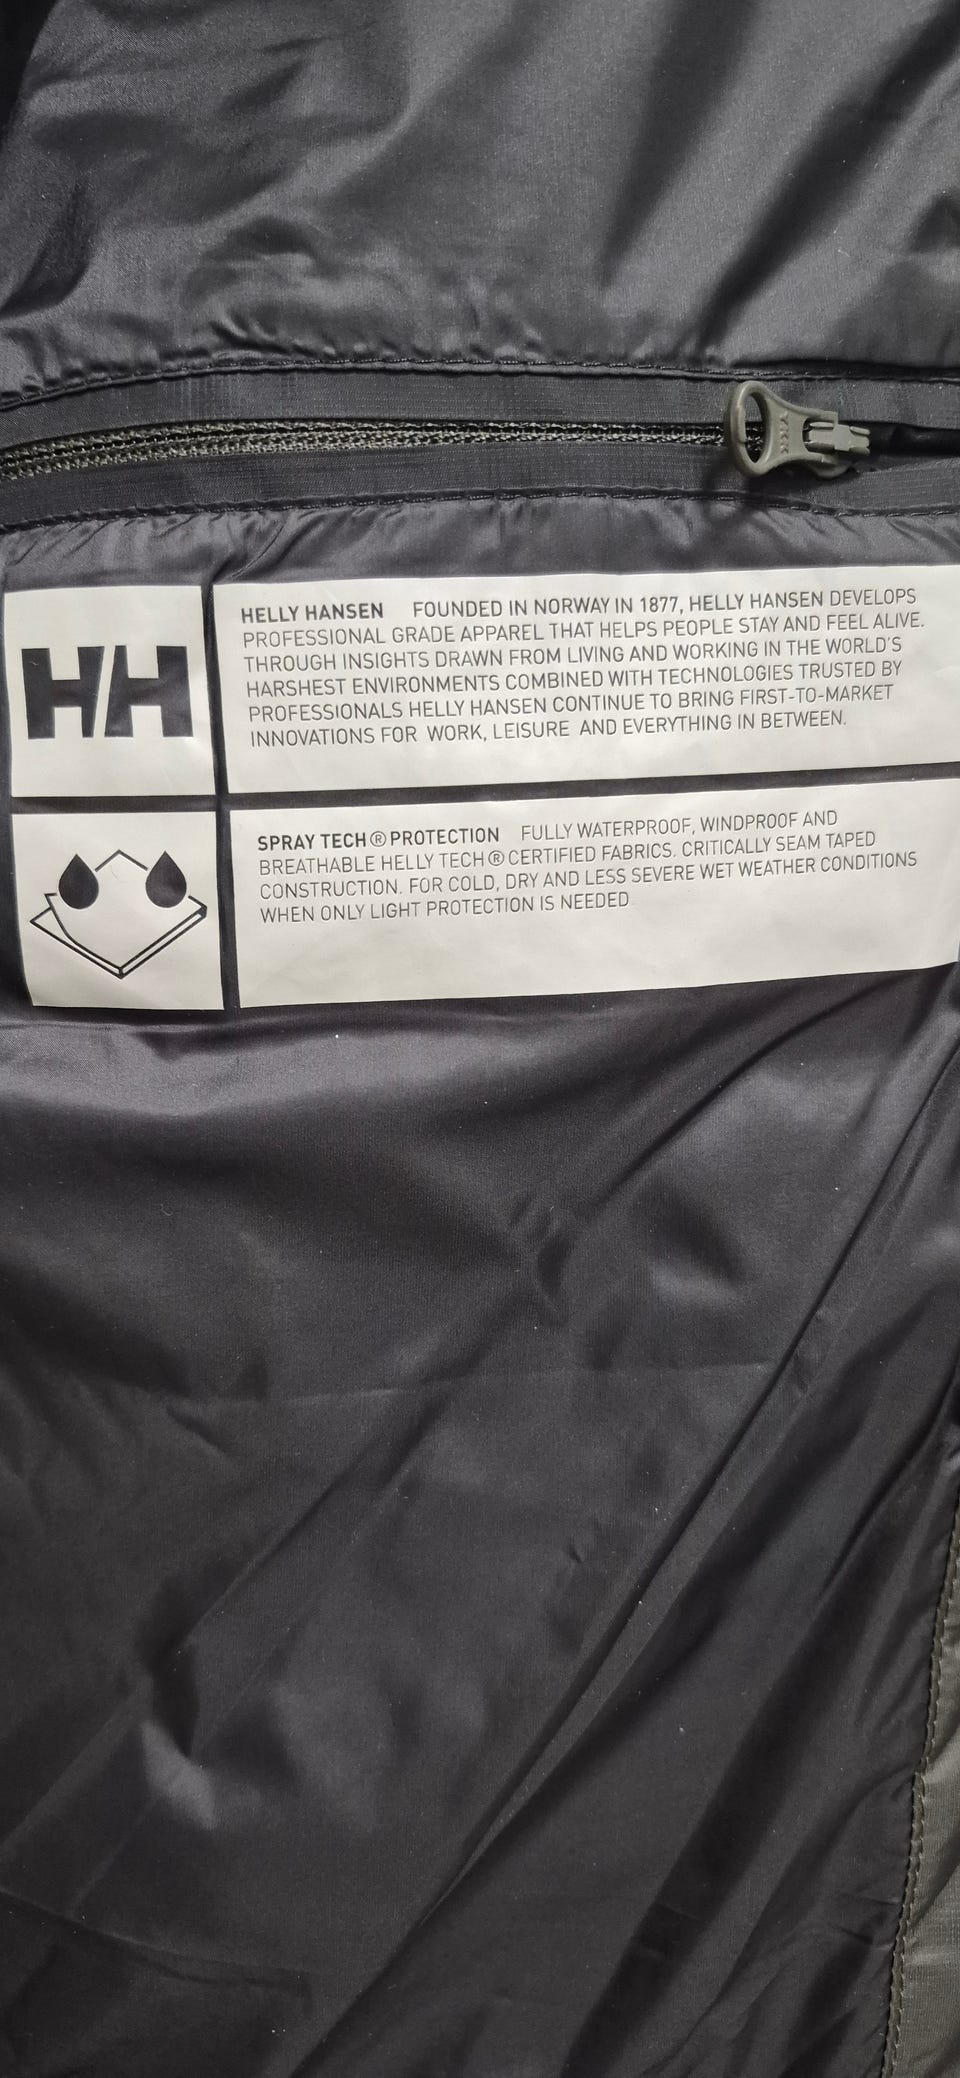 YKK
HELLY HANSEN FOUNDED IN NORWAY IN 1877, HELLY HANSEN DEVELOPS
PROFESSIONAL GRADE APPAREL THAT HELPS PEOPLE STAY AND FEEL ALIVE.
THROUGH INSIGHTS DRAWN FROM LIVING AND WORKING IN THE WORLD'S
HARSHEST ENVIRONMENTS COMBINED WITH TECHNOLOGIES TRUSTED BY
PROFESSIONALS HELLY HANSEN CONTINUE TO BRING FIRST-TO-MARKET
INNOVATIONS FOR WORK, LEISURE AND EVERYTHING IN BETWEEN.
HH
SPRAY TECH® PROTECTION FULLY WATERPROOF, WINDPROOF AND
BREATHABLE HELLY TECH® CERTIFIED FABRICS. CRITICALLY SEAM TAPED
CONSTRUCTION. FOR COLD, DRY AND LESS SEVERE WET WEATHER CONDITIONS
WHEN ONLY LIGHT PROTECTION IS NEEDED